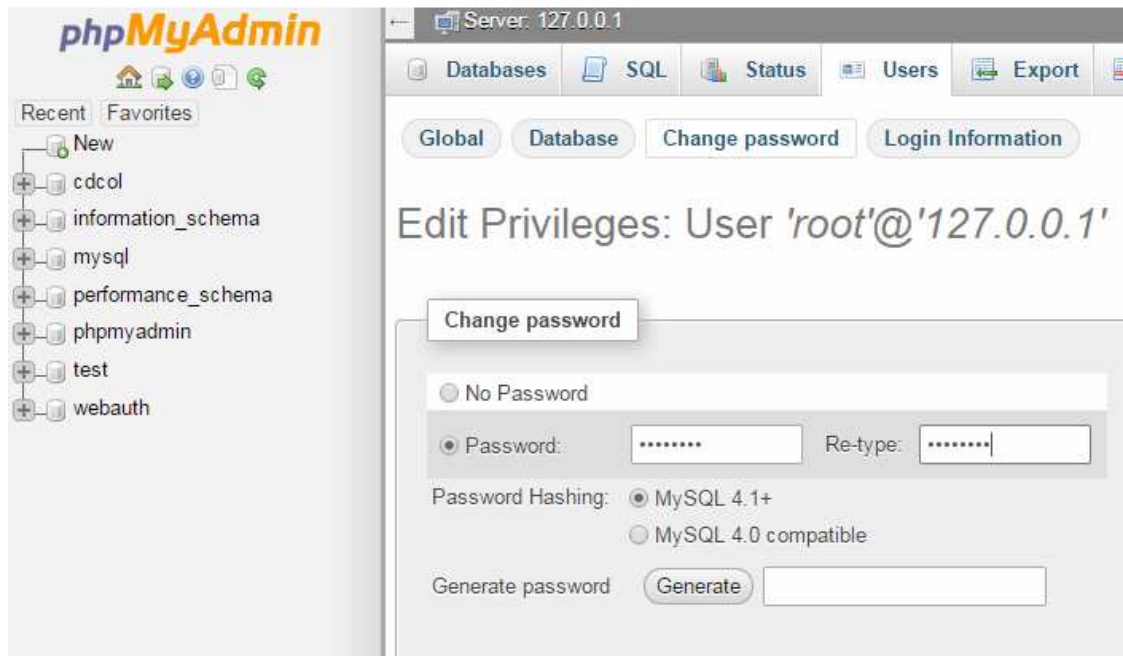 phpMyAdmin
Recent Favorites
New
cdcol
information_schema
mysql
performance_schema
phpmyadmin
test
webauth
Server: 127.0.0.1
Databases SQL Status Users Export
Global Database Change password Login Information
Edit Privileges: User 'root'@'127.0.0.1'
Change password
No Password
Password: •••••••• Re-type: ••••••••
Password Hashing: MySQL 4.1+
MySQL 4.0 compatible
Generate password Generate